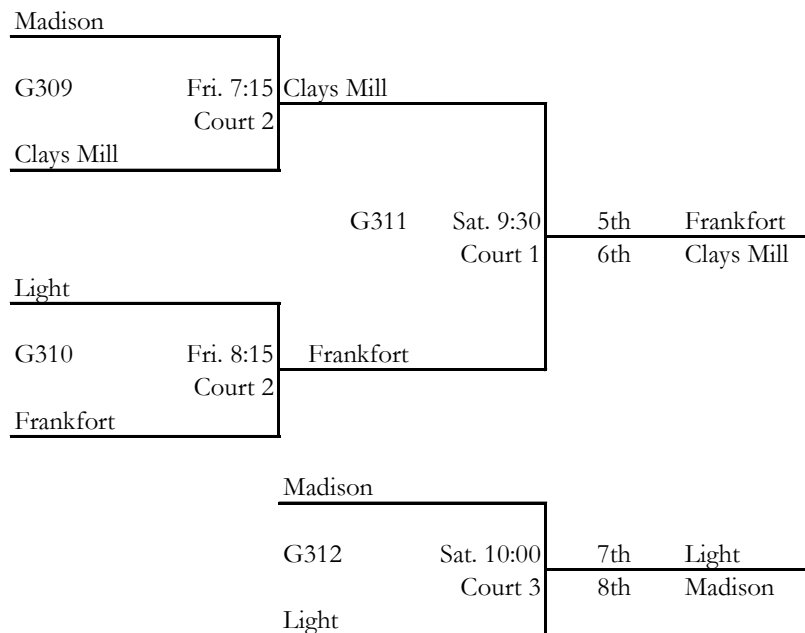 Madison
G309 Fri. 7:15 Clays Mill
Court 2
Clays Mill
G311 Sat. 9:30 5th Frankfort
Court 1 6th Clays Mill
Light
G310 Fri. 8:15 Frankfort
Court 2
Frankfort
Madison
G312 Sat. 10:00 7th Light
Court 3 8th Madison
Light